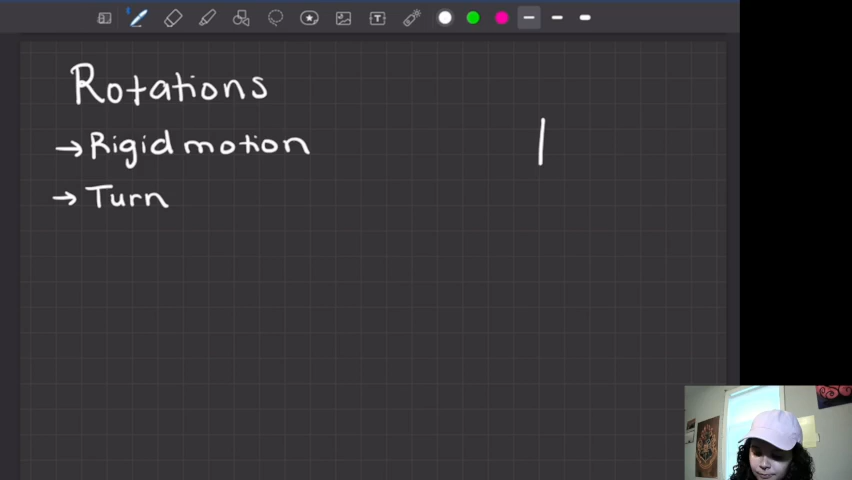 Rotations
→ Rigid motion
→ Turn